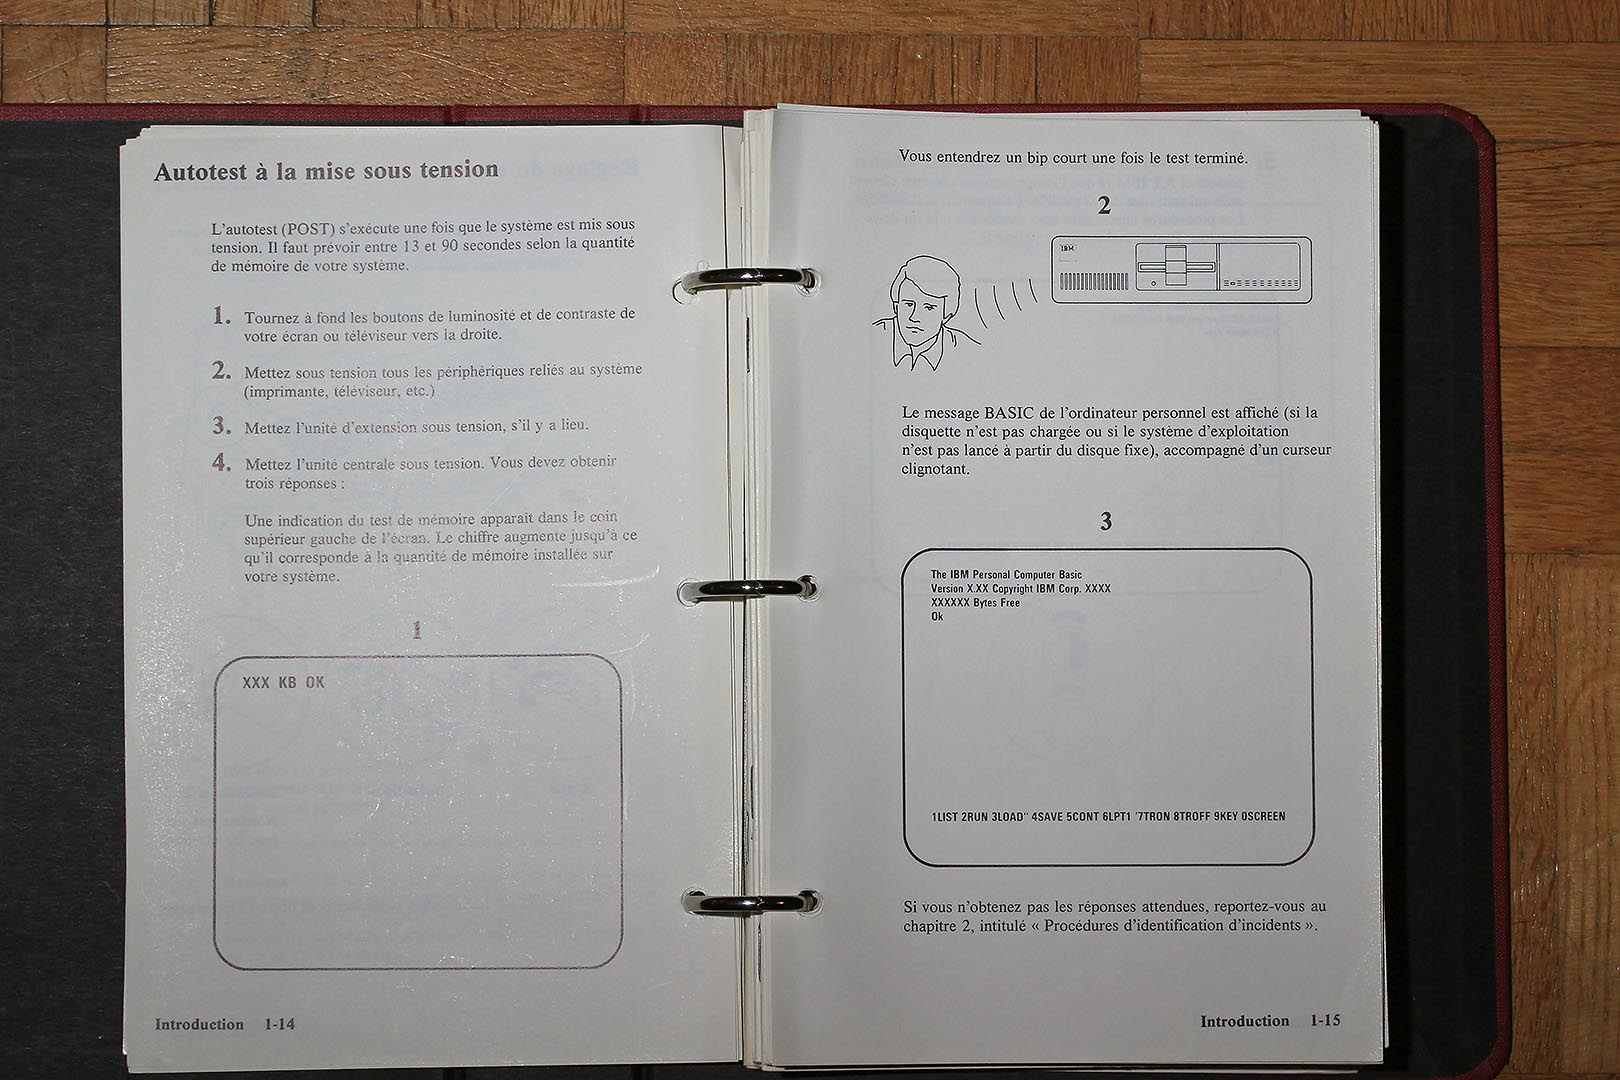 Autotest à la mise sous tension
L'autotest (POST) s'exécute une fois que le système est mis sous
tension. Il faut prévoir entre 13 et 90 secondes selon la quantité
de mémoire de votre système.
1. Tournez à fond les boutons de luminosité et de contraste de
votre écran ou téléviseur vers la droite.
2. Mettez sous tension tous les périphériques reliés au système
(imprimante, téléviseur, etc.)
3. Mettez l'unité d'extension sous tension, s'il y a lieu.
4. Mettez l'unité centrale sous tension. Vous devez obtenir
trois réponses :
Une indication du test de mémoire apparaît dans le coin
supérieur gauche de l'écran. Le chiffre augmente jusqu'à ce
qu'il corresponde à la quantité de mémoire installée sur
votre système.
1
XXX KB OK
Introduction 1-14
Vous entendrez un bip court une fois le test terminé.
2
IBM
Le message BASIC de l'ordinateur personnel est affiché (si la
disquette n'est pas chargée ou si le système d'exploitation
n'est pas lancé à partir du disque fixe), accompagné d'un curseur
clignotant.
3
The IBM Personal Computer Basic
Version X.XX Copyright IBM Corp. XXXX
XXXXXX Bytes Free
Ok
1LIST 2RUN 3LOAD" 4SAVE 5CONT 6LPT1 '7TRON 8TROFF 9KEY 0SCREEN
Si vous n'obtenez pas les réponses attendues, reportez-vous au
chapitre 2, intitulé « Procédures d'identification d'incidents ».
Introduction 1-15